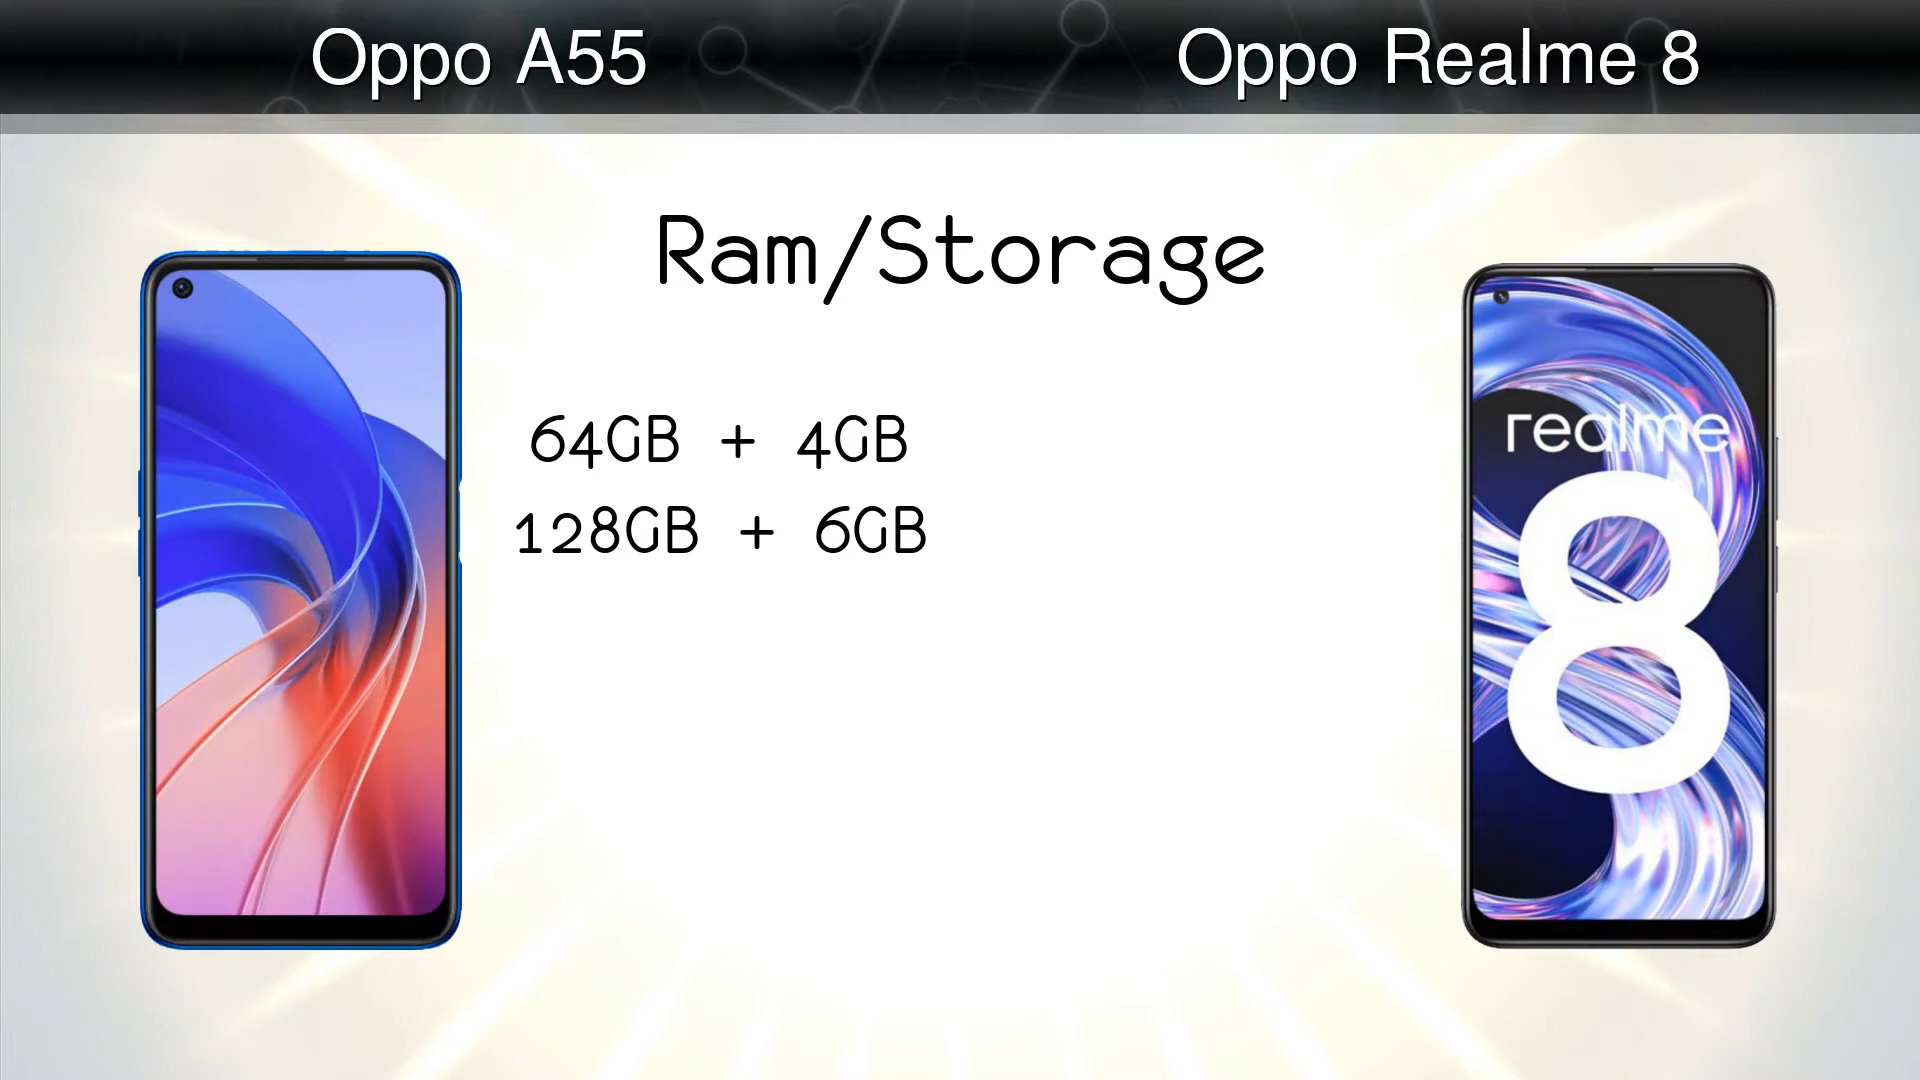 Oppo A55
Oppo Realme 8
Ram/Storage
64GB + 4GB
128GB + 6GB
realme
8